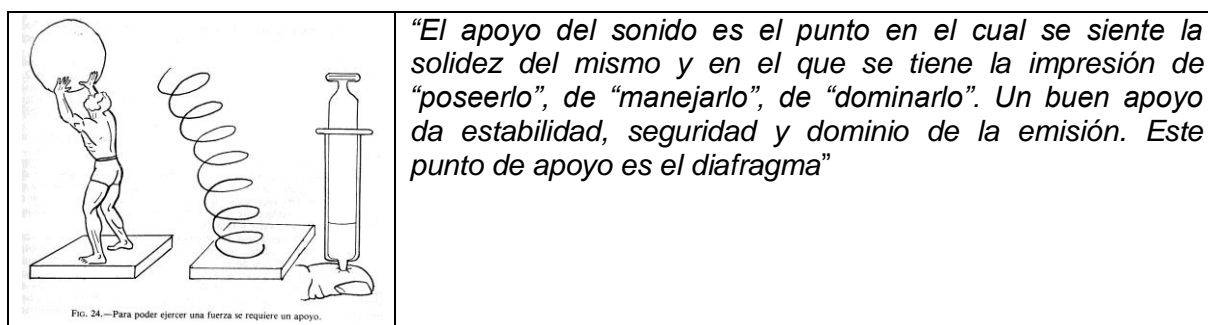 “El apoyo del sonido es el punto en el cual se siente la
solidez del mismo y en el que se tiene la impresión de
“poseerlo”, de “manejarlo”, de “dominarlo”. Un buen apoyo
da estabilidad, seguridad y dominio de la emisión. Este
punto de apoyo es el diafragma”
FIG. 24.—Para poder ejercer una fuerza se requiere un apoyo.